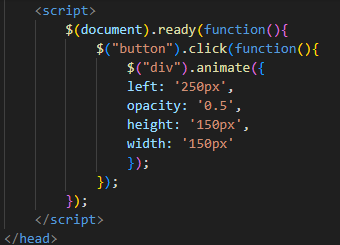 <script>
$(document).ready(function(){
$("button").click(function(){
$("div").animate({
left: '250px',
opacity: '0.5',
height: '150px',
width: '150px'
});
});
});
</script>
</head>